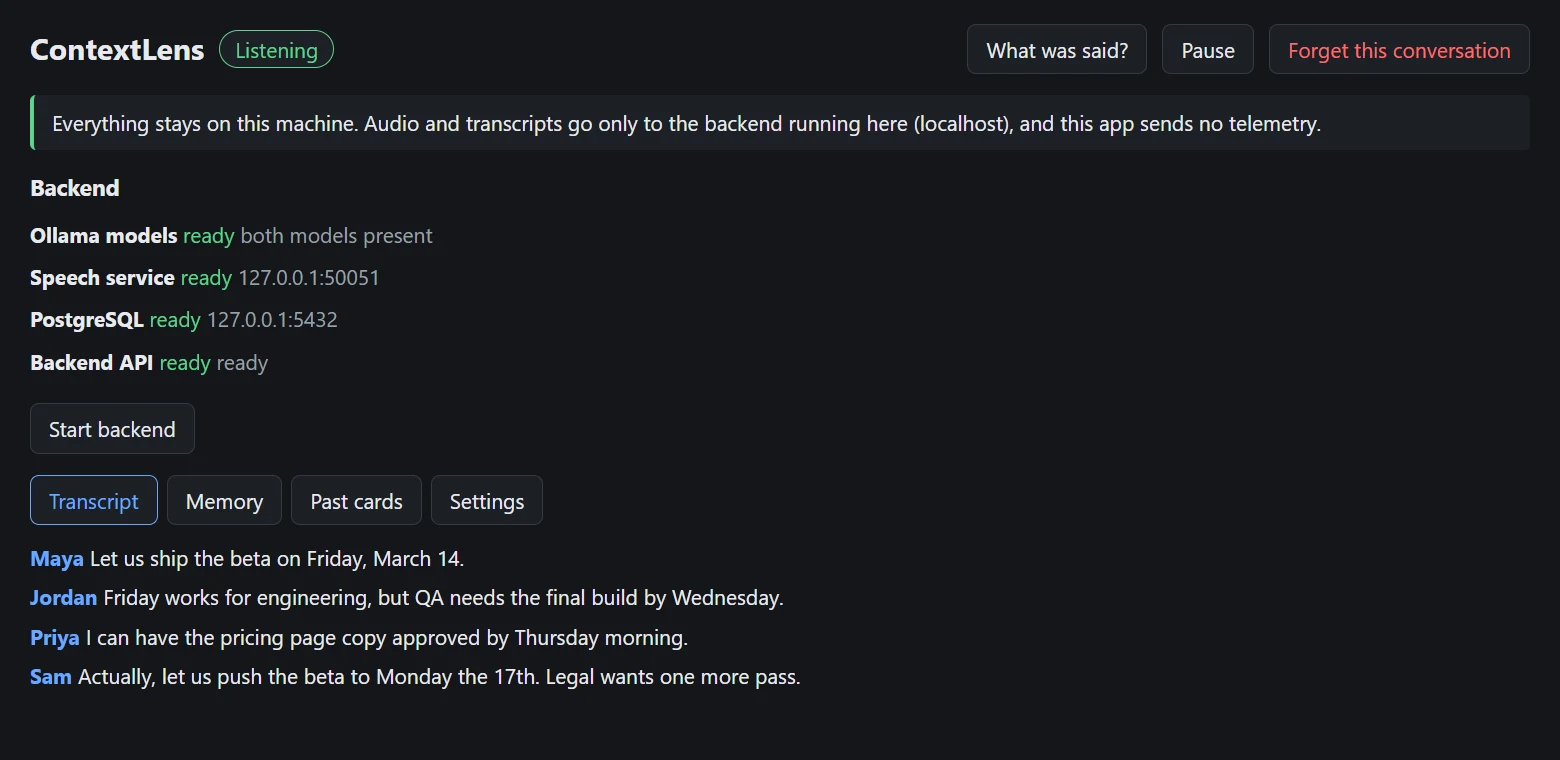 ContextLens Listening What was said? Pause Forget this conversation
Everything stays on this machine. Audio and transcripts go only to the backend running here (localhost), and this app sends no telemetry.
Backend
Ollama models ready both models present
Speech service ready 127.0.0.1:50051
PostgreSQL ready 127.0.0.1:5432
Backend API ready ready
Start backend
Transcript Memory Past cards Settings
Maya Let us ship the beta on Friday, March 14.
Jordan Friday works for engineering, but QA needs the final build by Wednesday.
Priya I can have the pricing page copy approved by Thursday morning.
Sam Actually, let us push the beta to Monday the 17th. Legal wants one more pass.